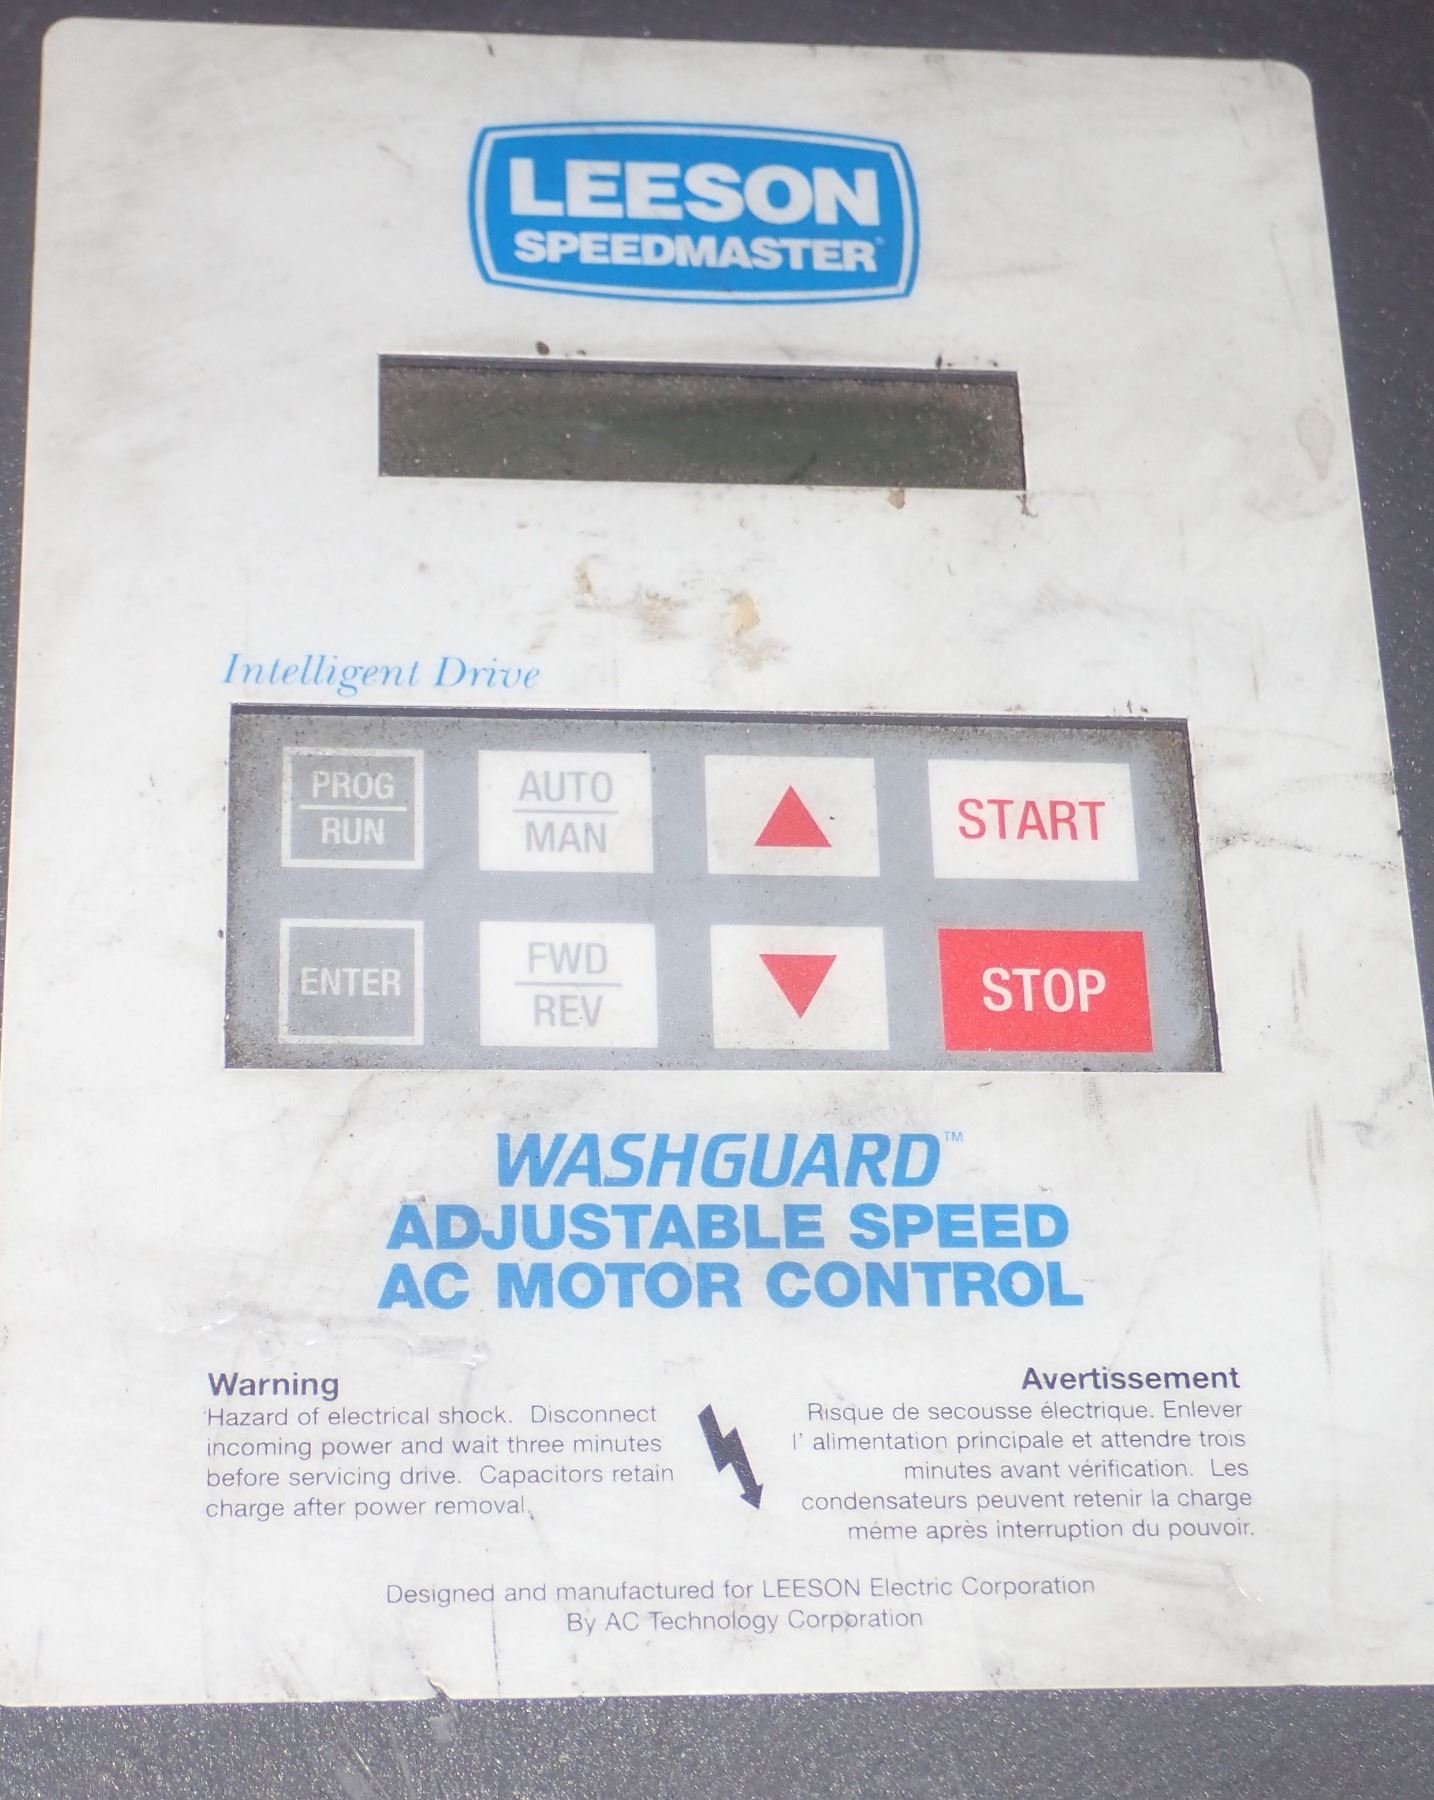 LEESON
SPEEDMASTER®
Intelligent Drive
PROG
RUN
AUTO
MAN
START
ENTER
FWD
REV
STOP
WASHGUARD™
ADJUSTABLE SPEED
AC MOTOR CONTROL
Warning
Hazard of electrical shock. Disconnect
incoming power and wait three minutes
before servicing drive. Capacitors retain
charge after power removal.
Avertissement
Risque de secousse électrique. Enlever
l' alimentation principale et attendre trois
minutes avant vérification. Les
condensateurs peuvent retenir la charge
méme après interruption du pouvoir.
Designed and manufactured for LEESON Electric Corporation
By AC Technology Corporation